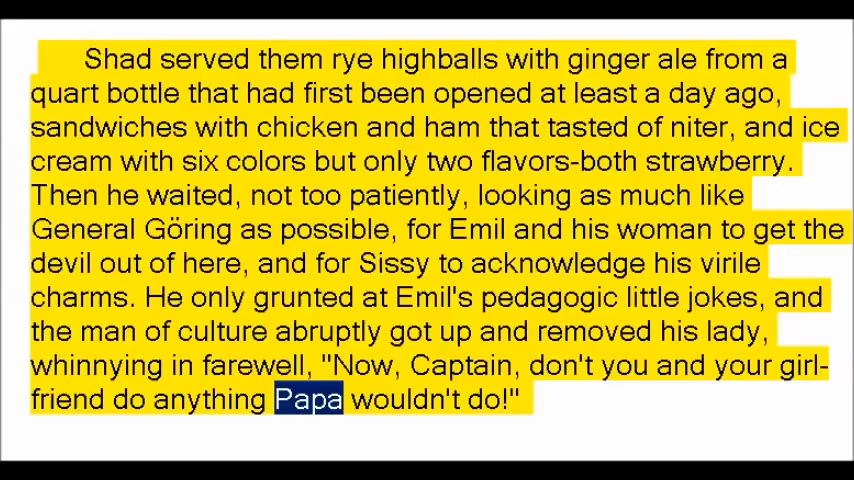 Shad served them rye highballs with ginger ale from a
quart bottle that had first been opened at least a day ago,
sandwiches with chicken and ham that tasted of niter, and ice
cream with six colors but only two flavors-both strawberry.
Then he waited, not too patiently, looking as much like
General Göring as possible, for Emil and his woman to get the
devil out of here, and for Sissy to acknowledge his virile
charms. He only grunted at Emil's pedagogic little jokes, and
the man of culture abruptly got up and removed his lady,
whinnying in farewell, "Now, Captain, don't you and your girl-
friend do anything Papa wouldn't do!"